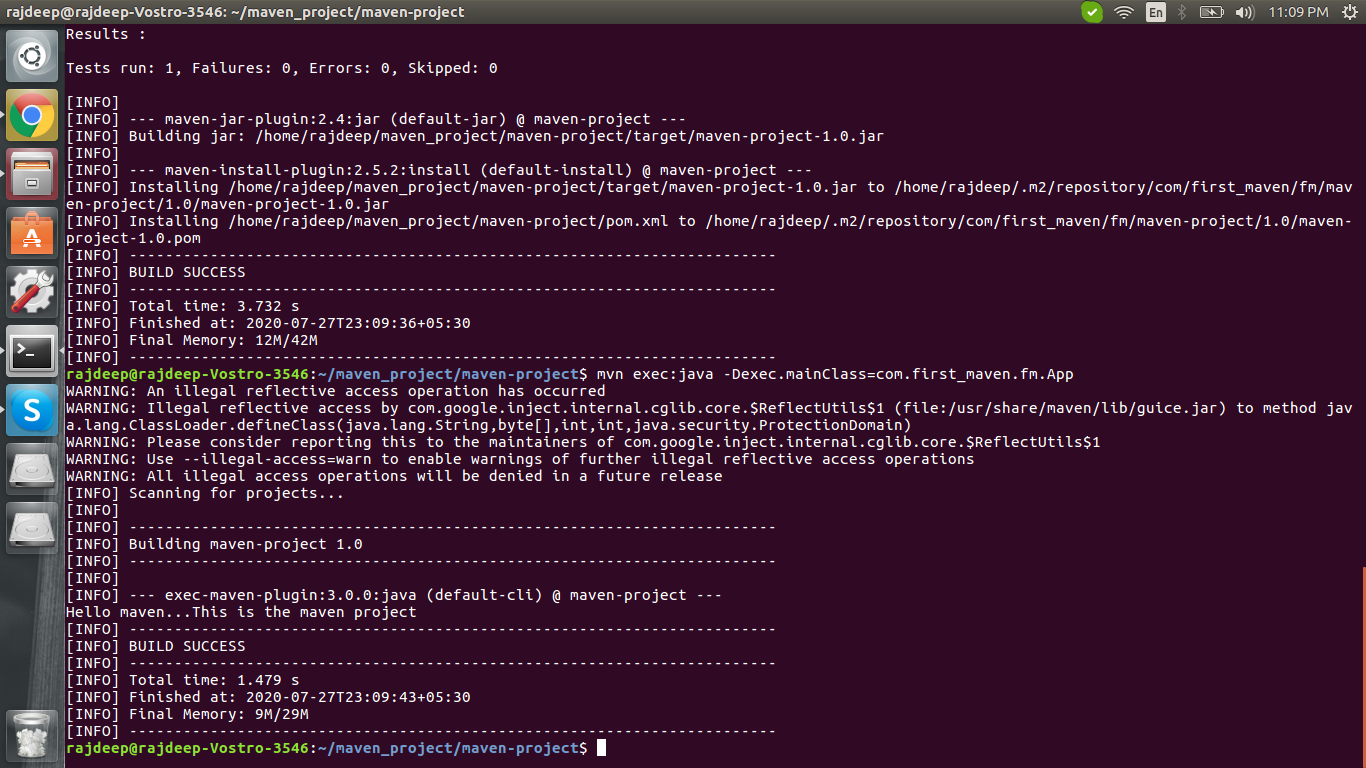 rajdeep@rajdeep-Vostro-3546: ~/maven_project/maven-project
En
11:09 PM
Results :
Tests run: 1, Failures: 0, Errors: 0, Skipped: 0
[INFO]
[INFO] --- maven-jar-plugin:2.4:jar (default-jar) @ maven-project ---
[INFO] Building jar: /home/rajdeep/maven_project/maven-project/target/maven-project-1.0.jar
[INFO]
[INFO] --- maven-install-plugin:2.5.2:install (default-install) @ maven-project ---
[INFO] Installing /home/rajdeep/maven_project/maven-project/target/maven-project-1.0.jar to /home/rajdeep/.m2/repository/com/first_maven/fm/mav
en-project/1.0/maven-project-1.0.jar
[INFO] Installing /home/rajdeep/maven_project/maven-project/pom.xml to /home/rajdeep/.m2/repository/com/first_maven/fm/maven-project/1.0/maven-
project-1.0.pom
[INFO] ------------------------------------------------------------------------
[INFO] BUILD SUCCESS
[INFO] ------------------------------------------------------------------------
[INFO] Total time: 3.732 s
[INFO] Finished at: 2020-07-27T23:09:36+05:30
[INFO] Final Memory: 12M/42M
[INFO] ------------------------------------------------------------------------
rajdeep@rajdeep-Vostro-3546:~/maven_project/maven-project$ mvn exec:java -Dexec.mainClass=com.first_maven.fm.App
WARNING: An illegal reflective access operation has occurred
WARNING: Illegal reflective access by com.google.inject.internal.cglib.core.$ReflectUtils$1 (file:/usr/share/maven/lib/guice.jar) to method jav
a.lang.ClassLoader.defineClass(java.lang.String,byte[],int,int,java.security.ProtectionDomain)
WARNING: Please consider reporting this to the maintainers of com.google.inject.internal.cglib.core.$ReflectUtils$1
WARNING: Use --illegal-access=warn to enable warnings of further illegal reflective access operations
WARNING: All illegal access operations will be denied in a future release
[INFO] Scanning for projects...
[INFO]
[INFO] ------------------------------------------------------------------------
[INFO] Building maven-project 1.0
[INFO] ------------------------------------------------------------------------
[INFO]
[INFO] --- exec-maven-plugin:3.0.0:java (default-cli) @ maven-project ---
Hello maven...This is the maven project
[INFO] ------------------------------------------------------------------------
[INFO] BUILD SUCCESS
[INFO] ------------------------------------------------------------------------
[INFO] Total time: 1.479 s
[INFO] Finished at: 2020-07-27T23:09:43+05:30
[INFO] Final Memory: 9M/29M
[INFO] ------------------------------------------------------------------------
rajdeep@rajdeep-Vostro-3546:~/maven_project/maven-project$